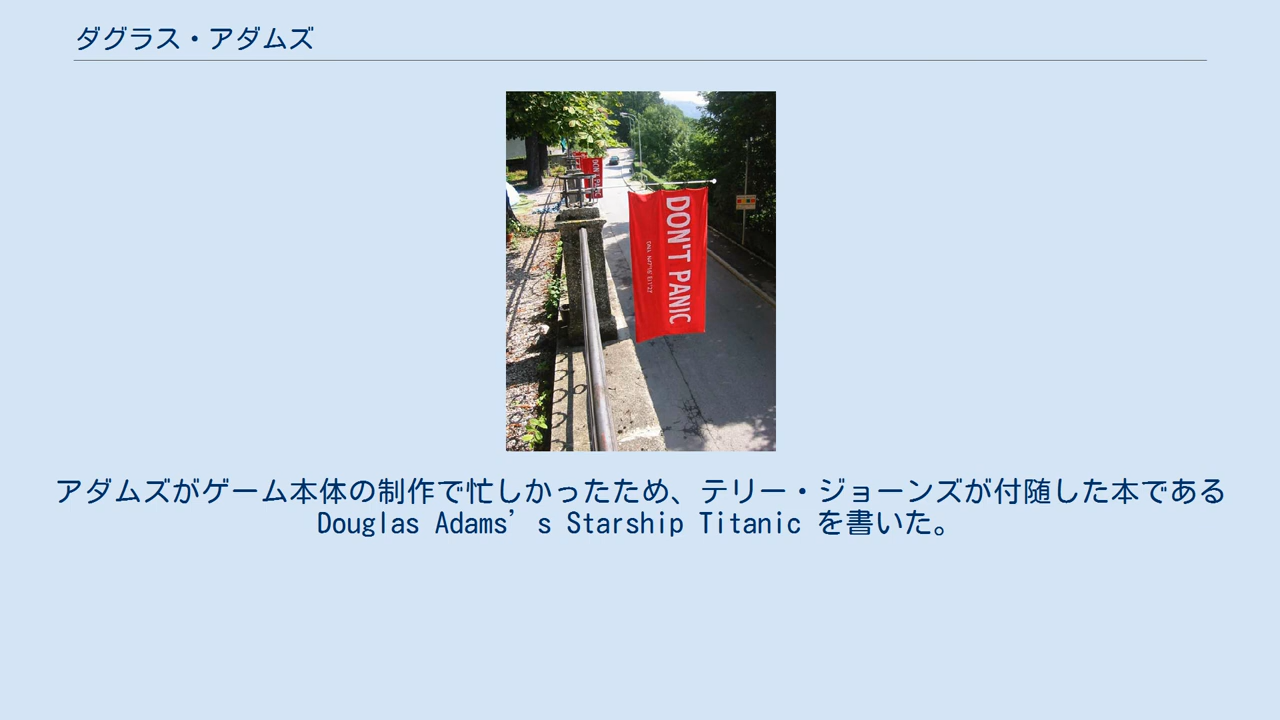 ダグラス・アダムズ
DON'T PANIC
DON'T PANIC
アダムズがゲーム本体の制作で忙しかったため、テリー・ジョーンズが付随した本である
Douglas Adams’s Starship Titanic を書いた。